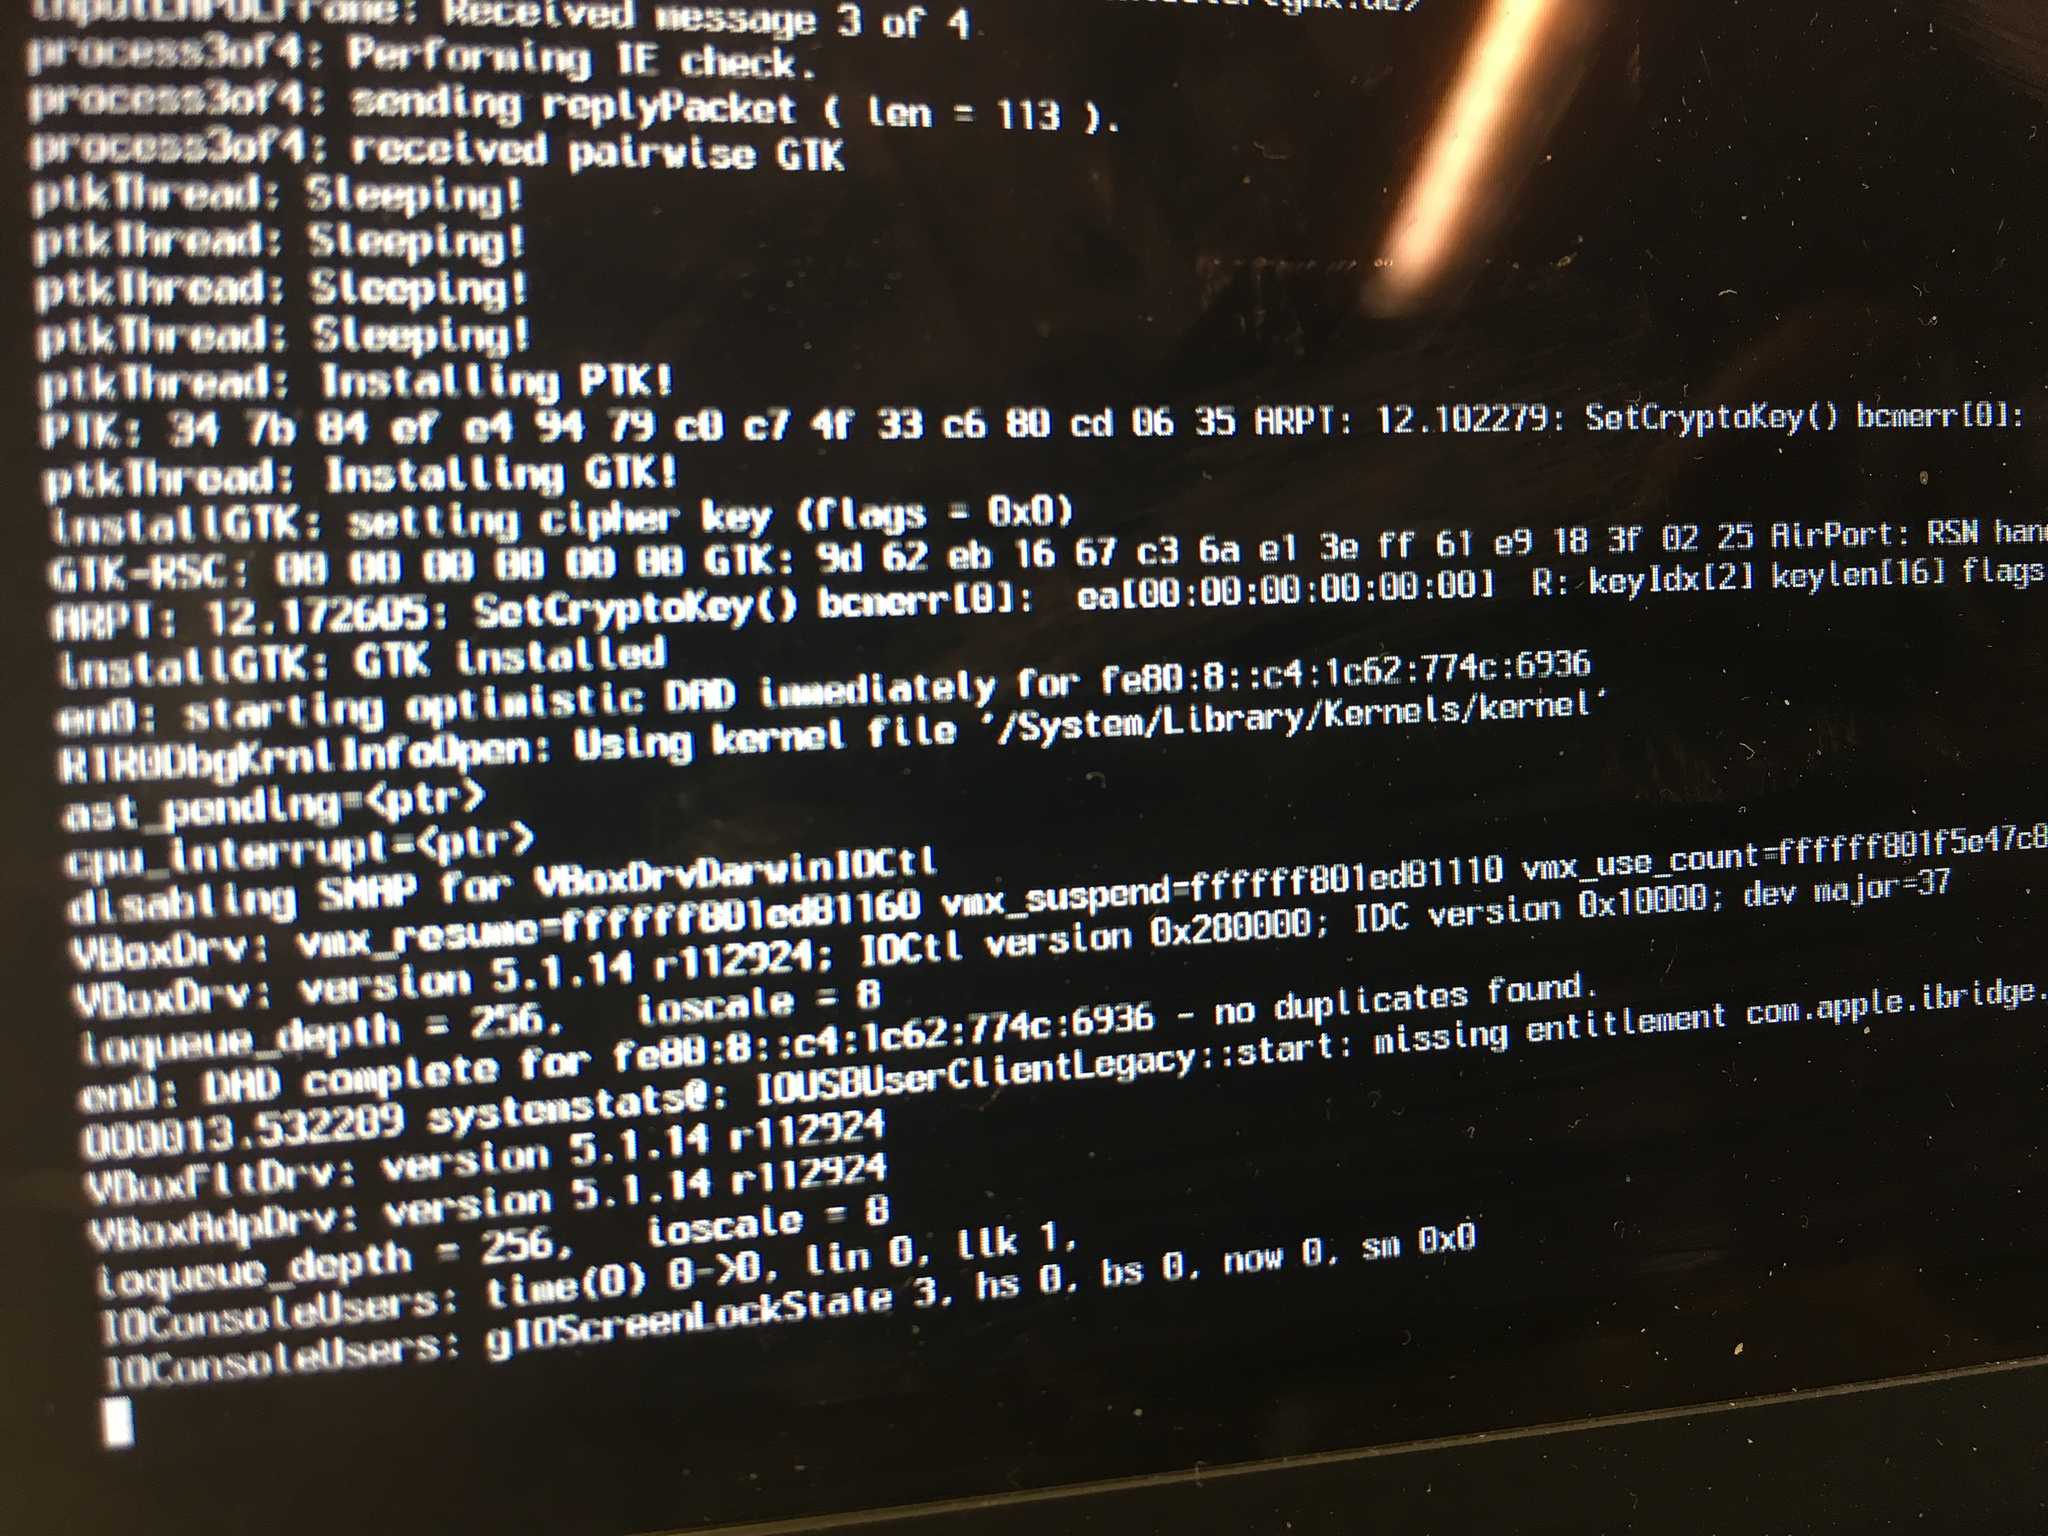 Received message 3 of 4
process3of4: Performing IE check.
process3of4: sending replyPacket ( len = 113 ).
process3of4: received pairwise GTK
ptkThread: Sleeping!
ptkThread: Sleeping!
ptkThread: Sleeping!
ptkThread: Sleeping!
ptkThread: Installing PTK!
PTK: 34 7b 84 ef e4 94 79 c0 c7 4f 33 c6 80 cd 06 35 ARPT: 12.102279: SetCryptoKey() bcmerr[0]:
ptkThread: Installing GTK!
installGTK: setting cipher key (flags = 0x0)
GTK-RSC: 00 00 00 00 00 00 GTK: 9d 62 eb 16 67 c3 6a e1 3e ff 61 e9 18 3f 02 25 AirPort: RSN han
ARPT: 12.172605: SetCryptoKey() bcmerr[0]: ea[00:00:00:00:00:00] R: keyIdx[2] keylen[16] flags
installGTK: GTK installed
en0: starting optimistic DAD immediately for fe80:8::c4:1c62:774c:6936
RTR0DbgKrnlInfoOpen: Using kernel file '/System/Library/Kernels/kernel'
ast_pending=<ptr>
cpu_interrupt=<ptr>
disabling SMAP for VBoxDrvDarwinIOCtl
VBoxDrv: vmx_resume=ffffff801ed81160 vmx_suspend=ffffff801ed81110 vmx_use_count=ffffff801f5e47c8
VBoxDrv: version 5.1.14 r112924; IOCtl version 0x280000; IDC version 0x10000; dev major=37
ioqueue_depth = 256, ioscale = 8
en0: DAD complete for fe80:8::c4:1c62:774c:6936 - no duplicates found.
000013.532209 systemstats@: IOUSBUserClientLegacy::start: missing entitlement com.apple.ibridge.
VBoxFltDrv: version 5.1.14 r112924
VBoxAdpDrv: version 5.1.14 r112924
ioqueue_depth = 256, ioscale = 8
IOConsoleUsers: time(0) 0->0, lin 0, llk 1,
IOConsoleUsers: gIOScreenLockState 3, hs 0, bs 0, now 0, sm 0x0